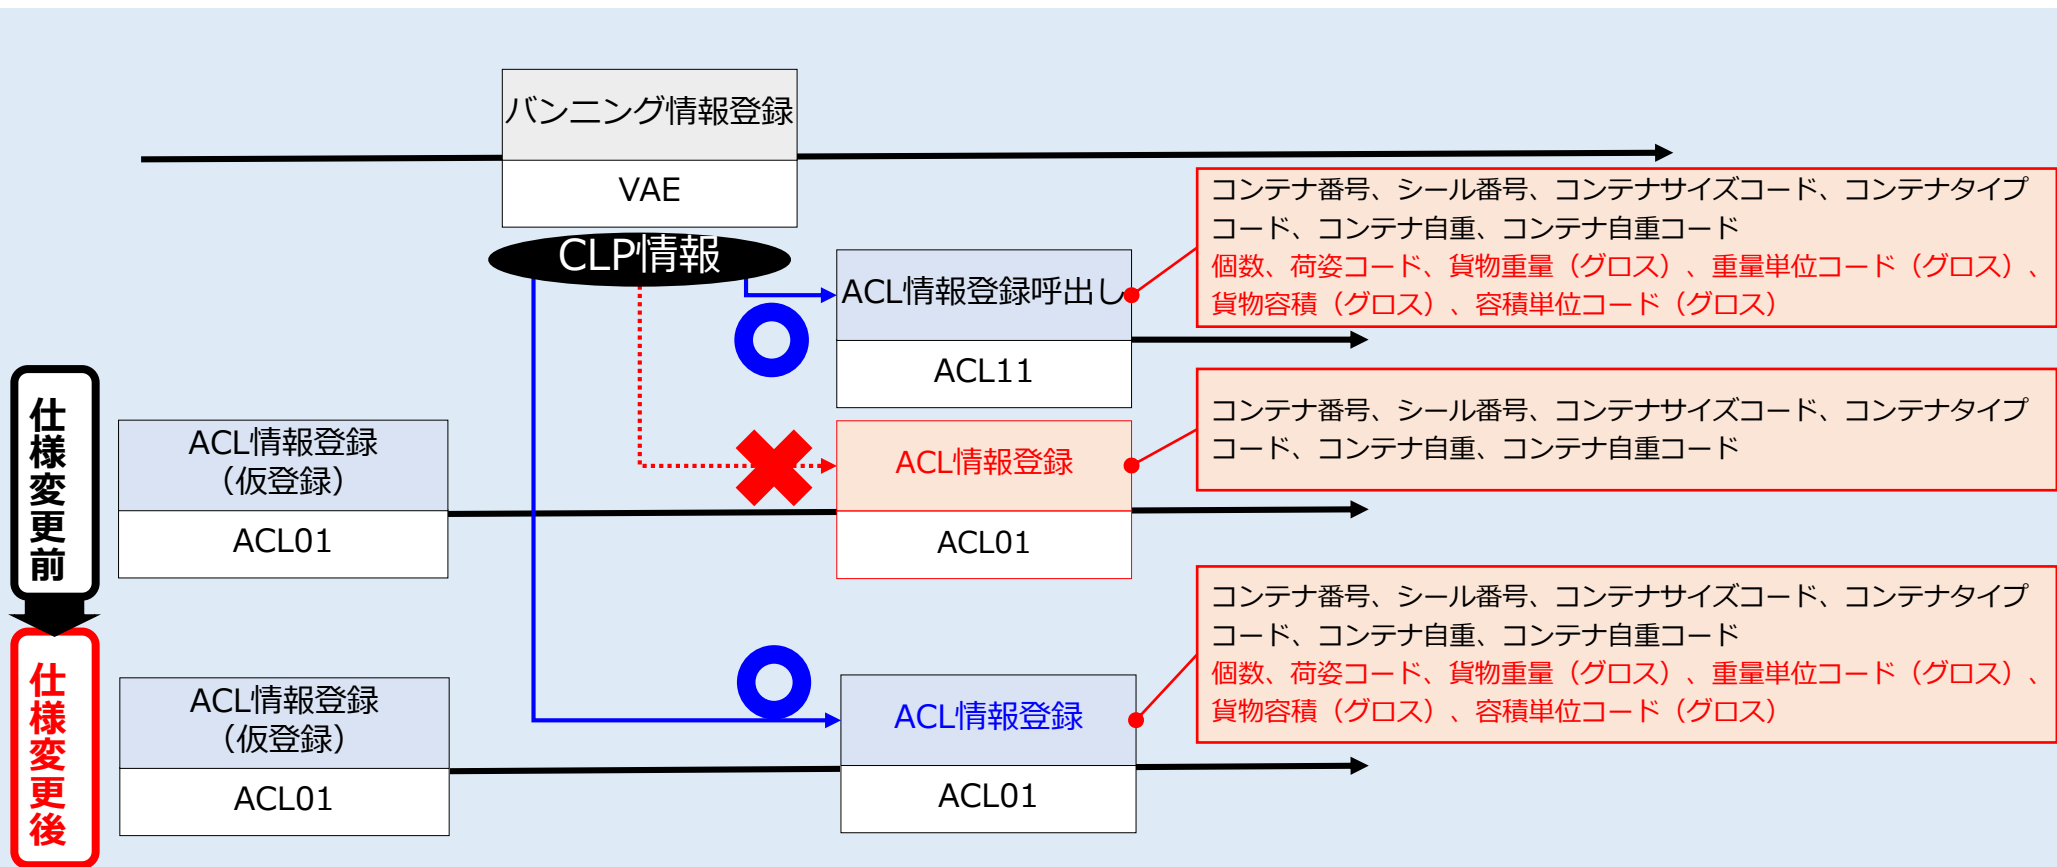 バンニング情報登録
VAE
CLP情報
ACL情報登録呼出し
ACL11
コンテナ番号、シール番号、コンテナサイズコード、コンテナタイプ
コード、コンテナ自重、コンテナ自重コード
個数、荷姿コード、貨物重量（グロス）、重量単位コード（グロス）、
貨物容積（グロス）、容積単位コード（グロス）
仕様変更前
ACL情報登録
（仮登録）
ACL01
ACL情報登録
ACL01
コンテナ番号、シール番号、コンテナサイズコード、コンテナタイプ
コード、コンテナ自重、コンテナ自重コード
仕様変更後
ACL情報登録
（仮登録）
ACL01
ACL情報登録
ACL01
コンテナ番号、シール番号、コンテナサイズコード、コンテナタイプ
コード、コンテナ自重、コンテナ自重コード
個数、荷姿コード、貨物重量（グロス）、重量単位コード（グロス）、
貨物容積（グロス）、容積単位コード（グロス）